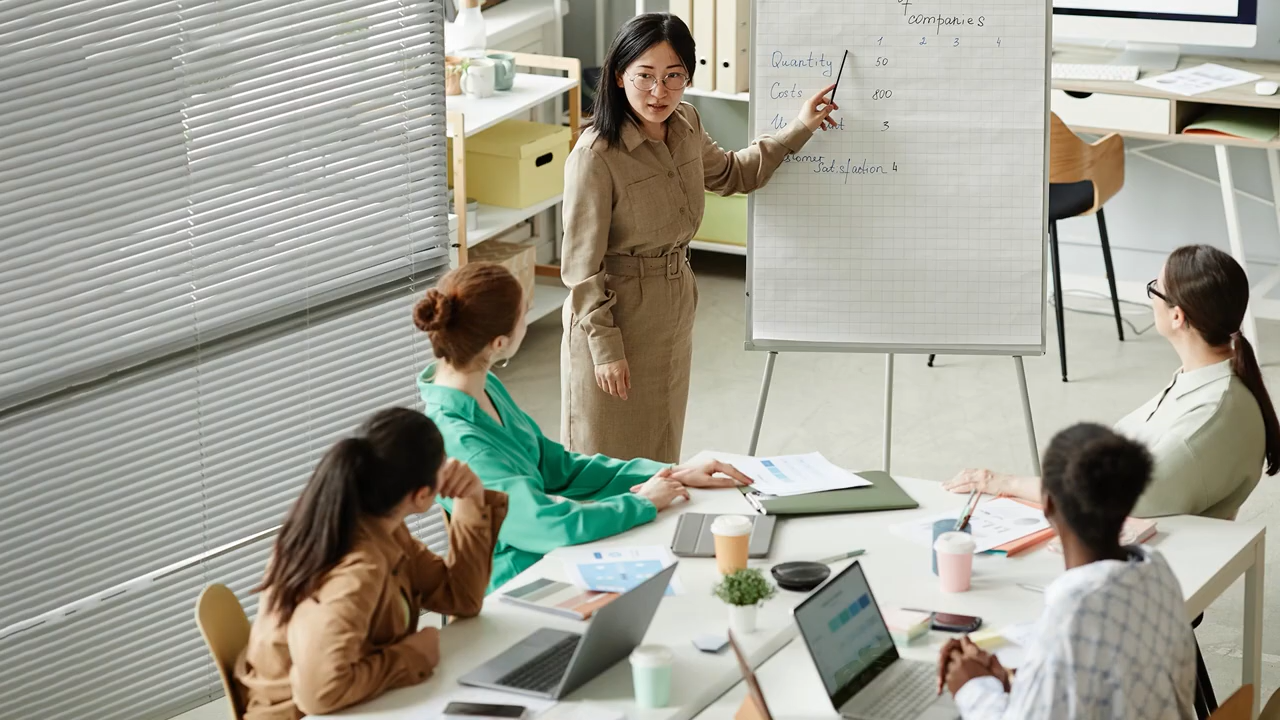 companies
1 2 3 4
Quantity 50
Costs 800
3
Satisfaction 4